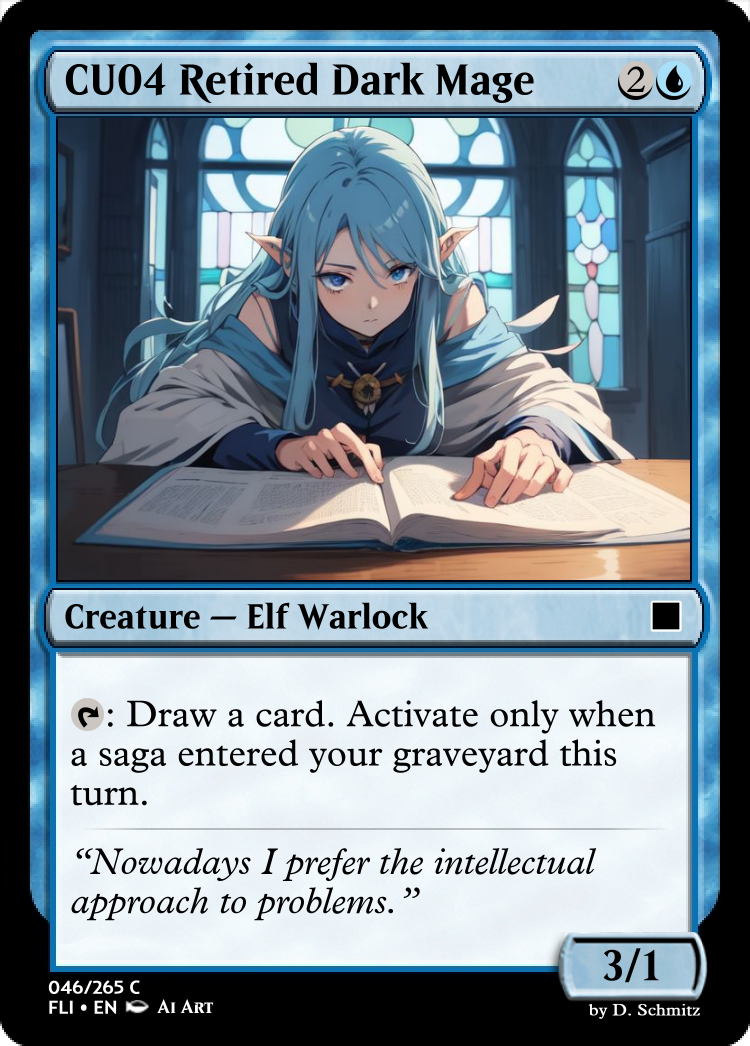 CU04 Retired Dark Mage 2
Creature — Elf Warlock
: Draw a card. Activate only when
a saga entered your graveyard this
turn.
“Nowadays I prefer the intellectual
approach to problems.”
3/1
046/265 C
FLI • EN AI ART
by D. Schmitz